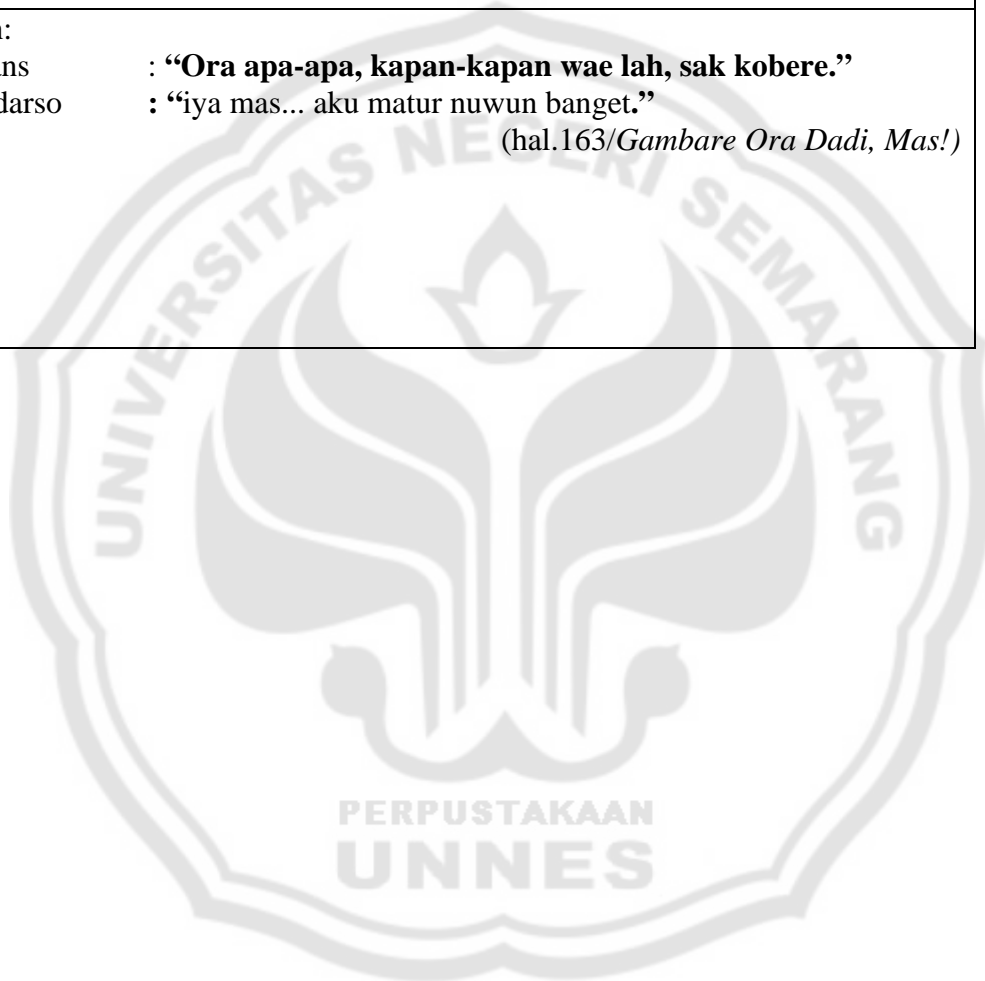 n:
ans : “Ora apa-apa, kapan-kapan wae lah, sak kobere.”
darso : “iya mas... aku matur nuwun banget.”
(hal.163/Gambare Ora Dadi, Mas!)
UNIVERSITAS NEGERI SEMARANG
PERPUSTAKAAN
UNNES